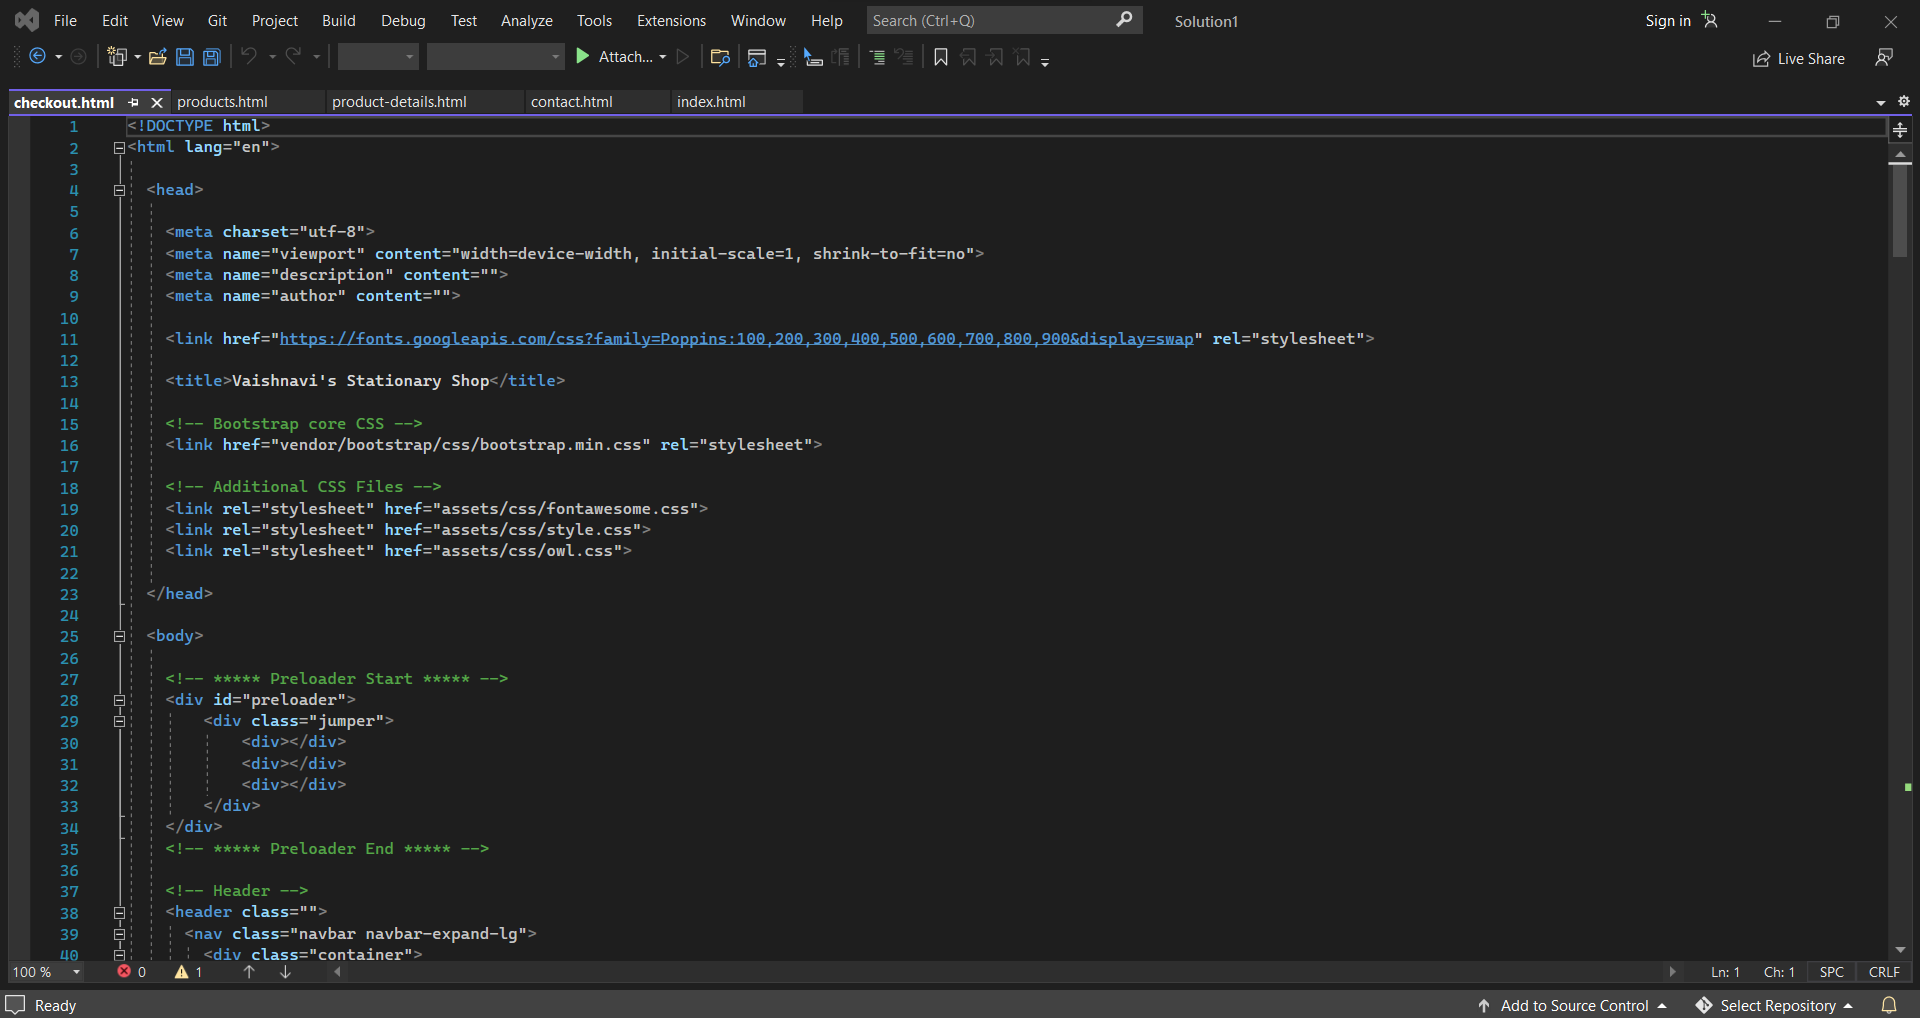 File Edit View Git Project Build Debug Test Analyze Tools Extensions Window Help Search (Ctrl+Q) Solution1 Sign in
Attach... Live Share
checkout.html products.html product-details.html contact.html index.html
1 <!DOCTYPE html>
2 <html lang="en">
3
4 <head>
5
6 <meta charset="utf-8">
7 <meta name="viewport" content="width=device-width, initial-scale=1, shrink-to-fit=no">
8 <meta name="description" content="">
9 <meta name="author" content="">
10
11 <link href="https://fonts.googleapis.com/css?family=Poppins:100,200,300,400,500,600,700,800,900&display=swap" rel="stylesheet">
12
13 <title>Vaishnavi's Stationary Shop</title>
14
15 <!-- Bootstrap core CSS -->
16 <link href="vendor/bootstrap/css/bootstrap.min.css" rel="stylesheet">
17
18 <!-- Additional CSS Files -->
19 <link rel="stylesheet" href="assets/css/fontawesome.css">
20 <link rel="stylesheet" href="assets/css/style.css">
21 <link rel="stylesheet" href="assets/css/owl.css">
22
23 </head>
24
25 <body>
26
27 <!-- ***** Preloader Start ***** -->
28 <div id="preloader">
29 <div class="jumper">
30 <div></div>
31 <div></div>
32 <div></div>
33 </div>
34 </div>
35 <!-- ***** Preloader End ***** -->
36
37 <!-- Header -->
38 <header class="">
39 <nav class="navbar navbar-expand-lg">
40 <div class="container">
100 % 0 1 Ln: 1 Ch: 1 SPC CRLF
Ready Add to Source Control Select Repository